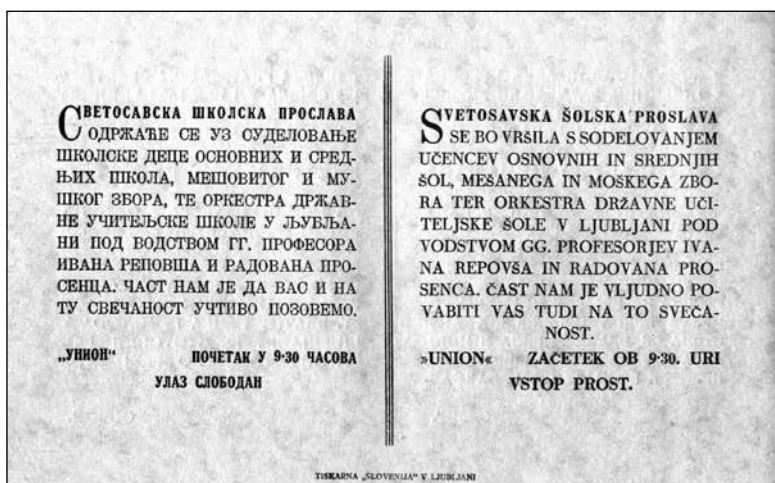 СВЕТОСАВСКА ШКОЛСКА ПРОСЛАВА
ОДРЖАЋЕ СЕ УЗ СУДЕЛОВАЊЕ
ШКОЛСКЕ ДЕЦЕ ОСНОВНИХ И СРЕД-
ЊИХ ШКОЛА, МЕШОВИТОГ И МУ-
ШКОГ ЗБОРА, ТЕ ОРКЕСТРА ДРЖАВ-
НЕ УЧИТЕЉСКЕ ШКОЛЕ У ЉУБЉА-
НИ ПОД ВОДСТВОМ ГГ. ПРОФЕСОРА
ИВАНА РЕПОВША И РАДОВАНА ПРО-
СЕНЦА. ЧАСТ НАМ ЈЕ ДА ВАС И НА
ТУ СВЕЧАНОСТ УЧТИВО ПОЗОВЕМО.
„УНИОН“ ПОЧЕТАК У 9·30 ЧАСОВА
УЛАЗ СЛОБОДАН
SVETOSAVSKA ŠOLSKA PROSLAVA
SE BO VRŠILA S SODELOVANJEM
UČENCEV OSNOVNIH IN SREDNJIH
ŠOL, MEŠANEGA IN MOŠKEGA ZBO-
RA TER ORKESTRA DRŽAVNE UČI-
TELJSKE ŠOLE V LJUBLJANI POD
VODSTVOM GG. PROFESORJEV IVA-
NA REPOVŠA IN RADOVANA PRO-
SENCA. ČAST NAM JE VLJUDNO PO-
VABITI VAS TUDI NA TO SVEČA-
NOST.
»UNION« ZAČETEK OB 9·30. URI
VSTOP PROST.
TISKARNA „SLOVENIJA“ V LJUBLJANI